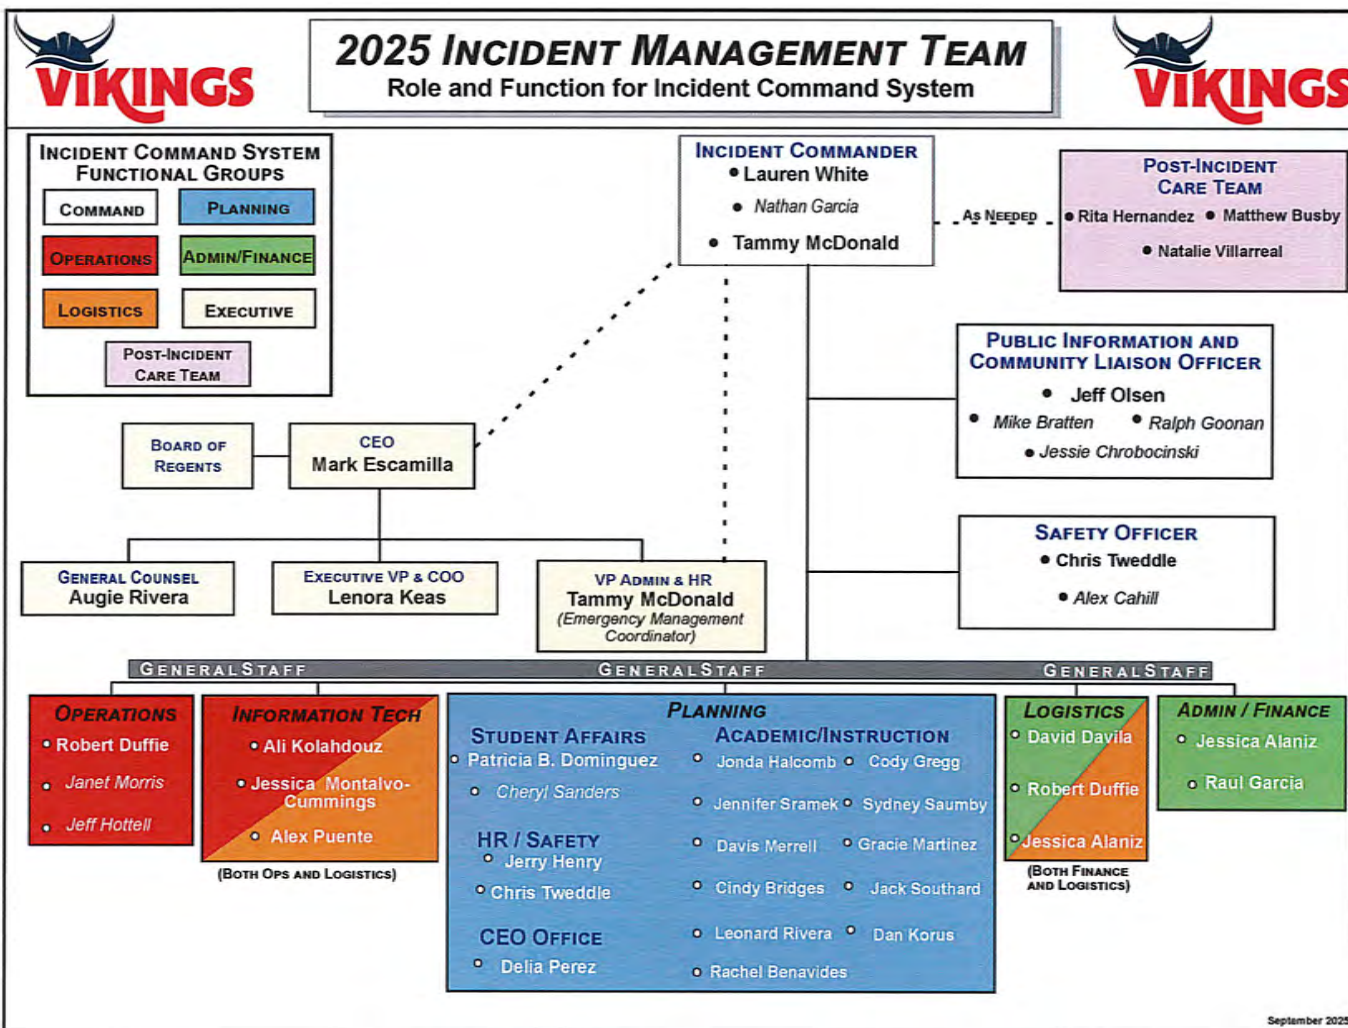 VIKINGS
2025 INCIDENT MANAGEMENT TEAM
Role and Function for Incident Command System
VIKINGS
INCIDENT COMMAND SYSTEM
FUNCTIONAL GROUPS
COMMAND
PLANNING
OPERATIONS
ADMIN/FINANCE
LOGISTICS
EXECUTIVE
POST-INCIDENT
CARE TEAM
INCIDENT COMMANDER
• Lauren White
• Nathan Garcia
• Tammy McDonald
AS NEEDED
POST-INCIDENT
CARE TEAM
• Rita Hernandez • Matthew Busby
• Natalie Villarreal
PUBLIC INFORMATION AND
COMMUNITY LIAISON OFFICER
• Jeff Olsen
• Mike Bratten • Ralph Goonan
• Jessie Chrobocinski
BOARD OF
REGENTS
CEO
Mark Escamilla
SAFETY OFFICER
• Chris Tweddle
• Alex Cahill
GENERAL COUNSEL
Augie Rivera
EXECUTIVE VP & COO
Lenora Keas
VP ADMIN & HR
Tammy McDonald
(Emergency Management
Coordinator)
GENERAL STAFF GENERAL STAFF GENERAL STAFF
OPERATIONS
Robert Duffie
Janet Morris
Jeff Hottell
INFORMATION TECH
Ali Kolahdouz
Jessica Montalvo-
Cummings
Alex Puente
(BOTH OPS AND LOGISTICS)
PLANNING
STUDENT AFFAIRS
Patricia B. Dominguez
Cheryl Sanders
HR / SAFETY
Jerry Henry
Chris Tweddle
CEO OFFICE
Delia Perez
ACADEMIC/INSTRUCTION
Jonda Halcomb Cody Gregg
Jennifer Sramek Sydney Saumby
Davis Merrell Gracie Martinez
Cindy Bridges Jack Southard
Leonard Rivera Dan Korus
Rachel Benavides
LOGISTICS
David Davila
Robert Duffie
Jessica Alaniz
(BOTH FINANCE
AND LOGISTICS)
ADMIN / FINANCE
Jessica Alaniz
Raul Garcia
September 2025